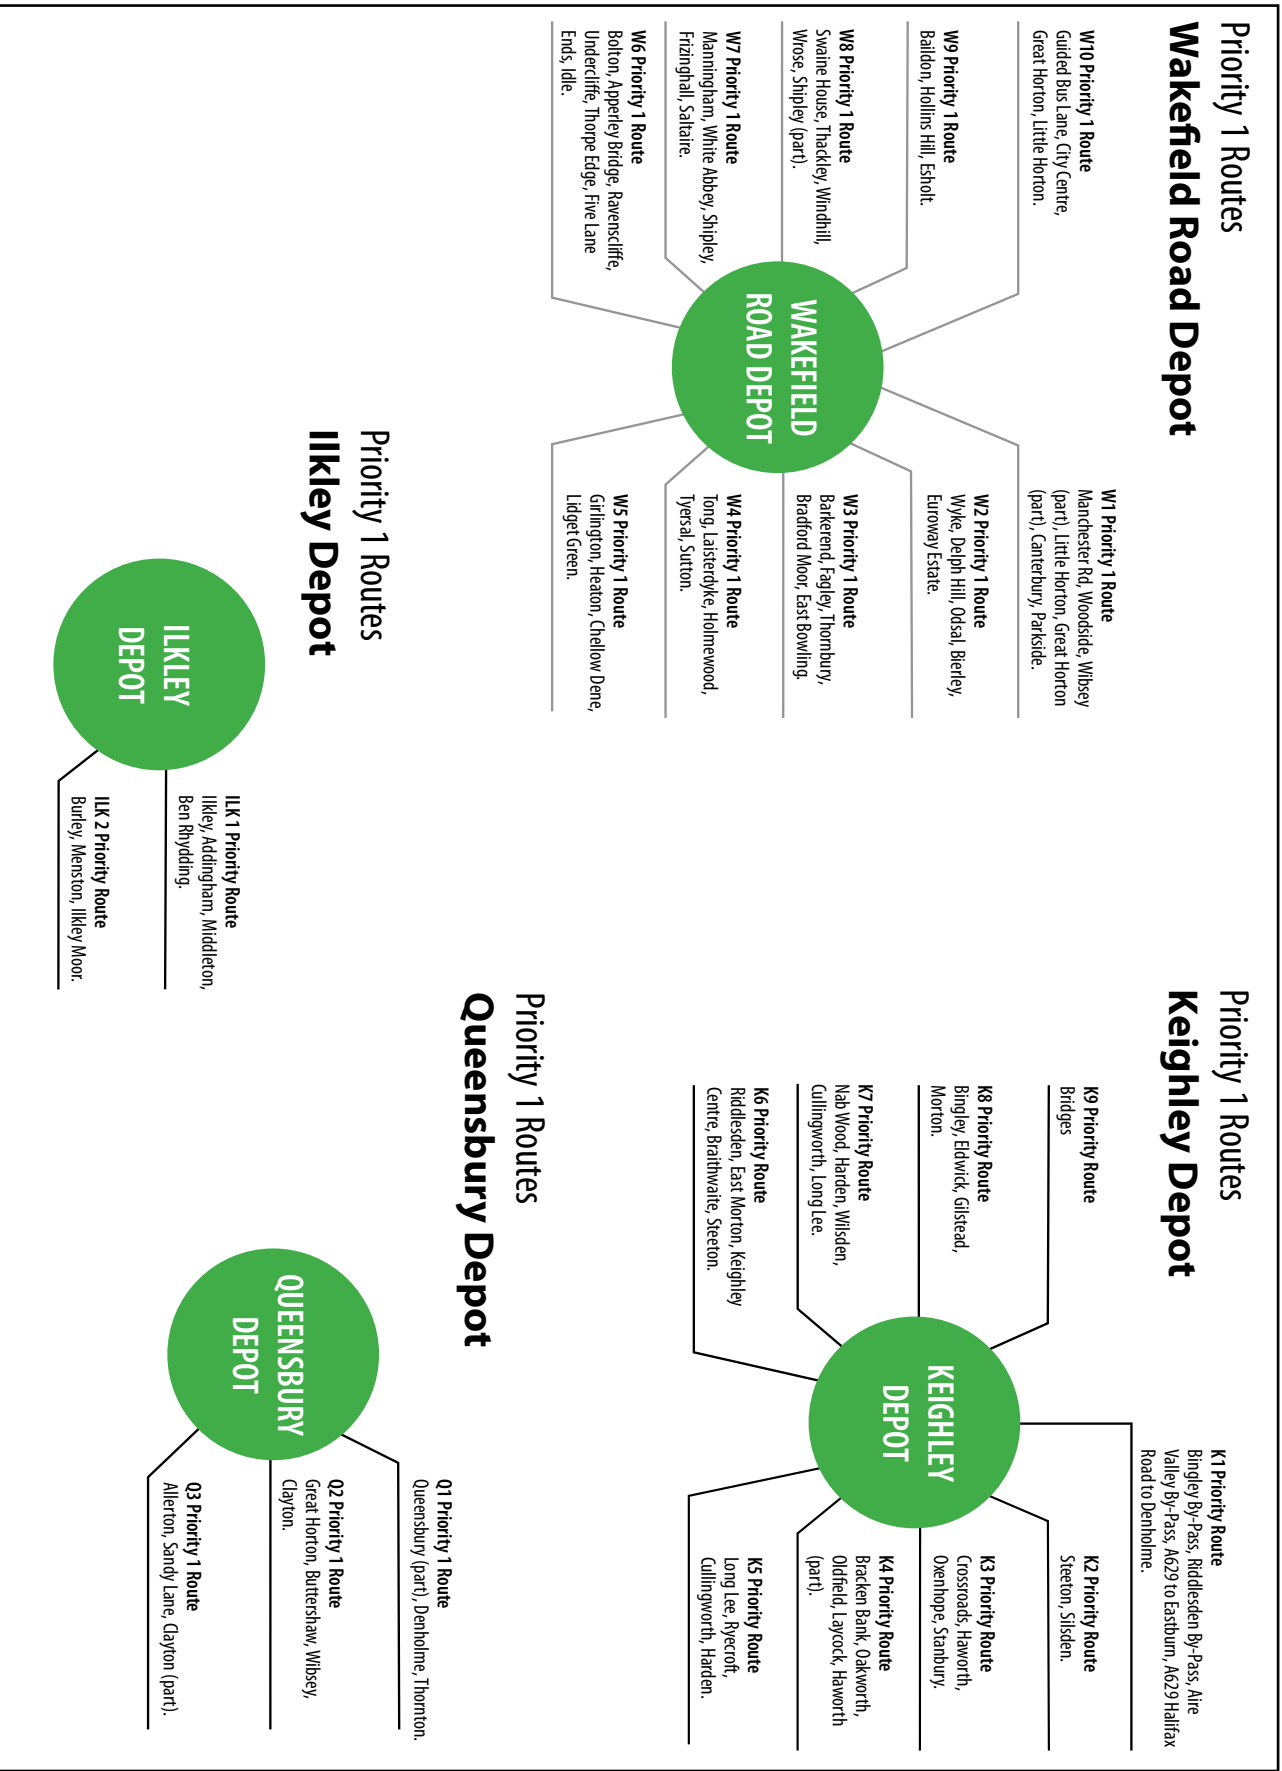 Priority 1 Routes
Wakefield Road Depot
W10 Priority 1 Route
Guided Bus Lane, City Centre,
Great Horton, Little Horton.
W9 Priority 1 Route
Baildon, Hollins Hill, Esholt.
W8 Priority 1 Route
Swaine House, Thackley, Windhill,
Wrose, Shipley (part).
W7 Priority 1 Route
Manningham, White Abbey, Shipley,
Frizinghall, Saltaire.
W6 Priority 1 Route
Bolton, Apperley Bridge, Ravenscliffe,
Undercliffe, Thorpe Edge, Five Lane
Ends, Idle.
WAKEFIELD
ROAD DEPOT
W1 Priority 1 Route
Manchester Rd, Woodside, Wibsey
(part), Little Horton, Great Horton
(part), Canterbury, Parkside.
W2 Priority 1 Route
Wyke, Delph Hill, Odsal, Bierley,
Euroway Estate.
W3 Priority 1 Route
Barkerend, Fagley, Thornbury,
Bradford Moor, East Bowling.
W4 Priority 1 Route
Tong, Laisterdyke, Holmewood,
Tyersal, Sutton.
W5 Priority 1 Route
Girlington, Heaton, Chellow Dene,
Lidget Green.
Priority 1 Routes
Keighley Depot
K9 Priority Route
Bridges
K8 Priority Route
Bingley, Eldwick, Gilstead,
Morton.
K7 Priority Route
Nab Wood, Harden, Wilsden,
Cullingworth, Long Lee.
K6 Priority Route
Riddlesden, East Morton, Keighley
Centre, Braithwaite, Steeton.
KEIGHLEY
DEPOT
K1 Priority Route
Bingley By-Pass, Riddlesden By-Pass, Aire
Valley By-Pass, A629 to Eastburn, A629 Halifax
Road to Denholme.
K2 Priority Route
Steeton, Silsden.
K3 Priority Route
Crossroads, Haworth,
Oxenhope, Stanbury.
K4 Priority Route
Bracken Bank, Oakworth,
Oldfield, Laycock, Haworth
(part).
K5 Priority Route
Long Lee, Ryecroft,
Cullingworth, Harden.
Priority 1 Routes
Ilkley Depot
ILKLEY
DEPOT
ILK 1 Priority Route
Ilkley, Addingham, Middleton,
Ben Rhydding.
ILK 2 Priority Route
Burley, Menston, Ilkley Moor.
Priority 1 Routes
Queensbury Depot
QUEENSBURY
DEPOT
Q1 Priority 1 Route
Queensbury (part), Denholme, Thornton.
Q2 Priority 1 Route
Great Horton, Buttershaw, Wibsey,
Clayton.
Q3 Priority 1 Route
Allerton, Sandy Lane, Clayton (part).